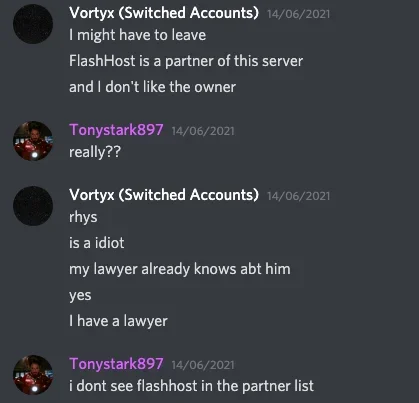 Vortyx (Switched Accounts) 14/06/2021
I might have to leave
FlashHost is a partner of this server
and I don't like the owner
Tonystark897 14/06/2021
really??
Vortyx (Switched Accounts) 14/06/2021
rhys
is a idiot
my lawyer already knows abt him
yes
I have a lawyer
Tonystark897 14/06/2021
i dont see flashhost in the partner list